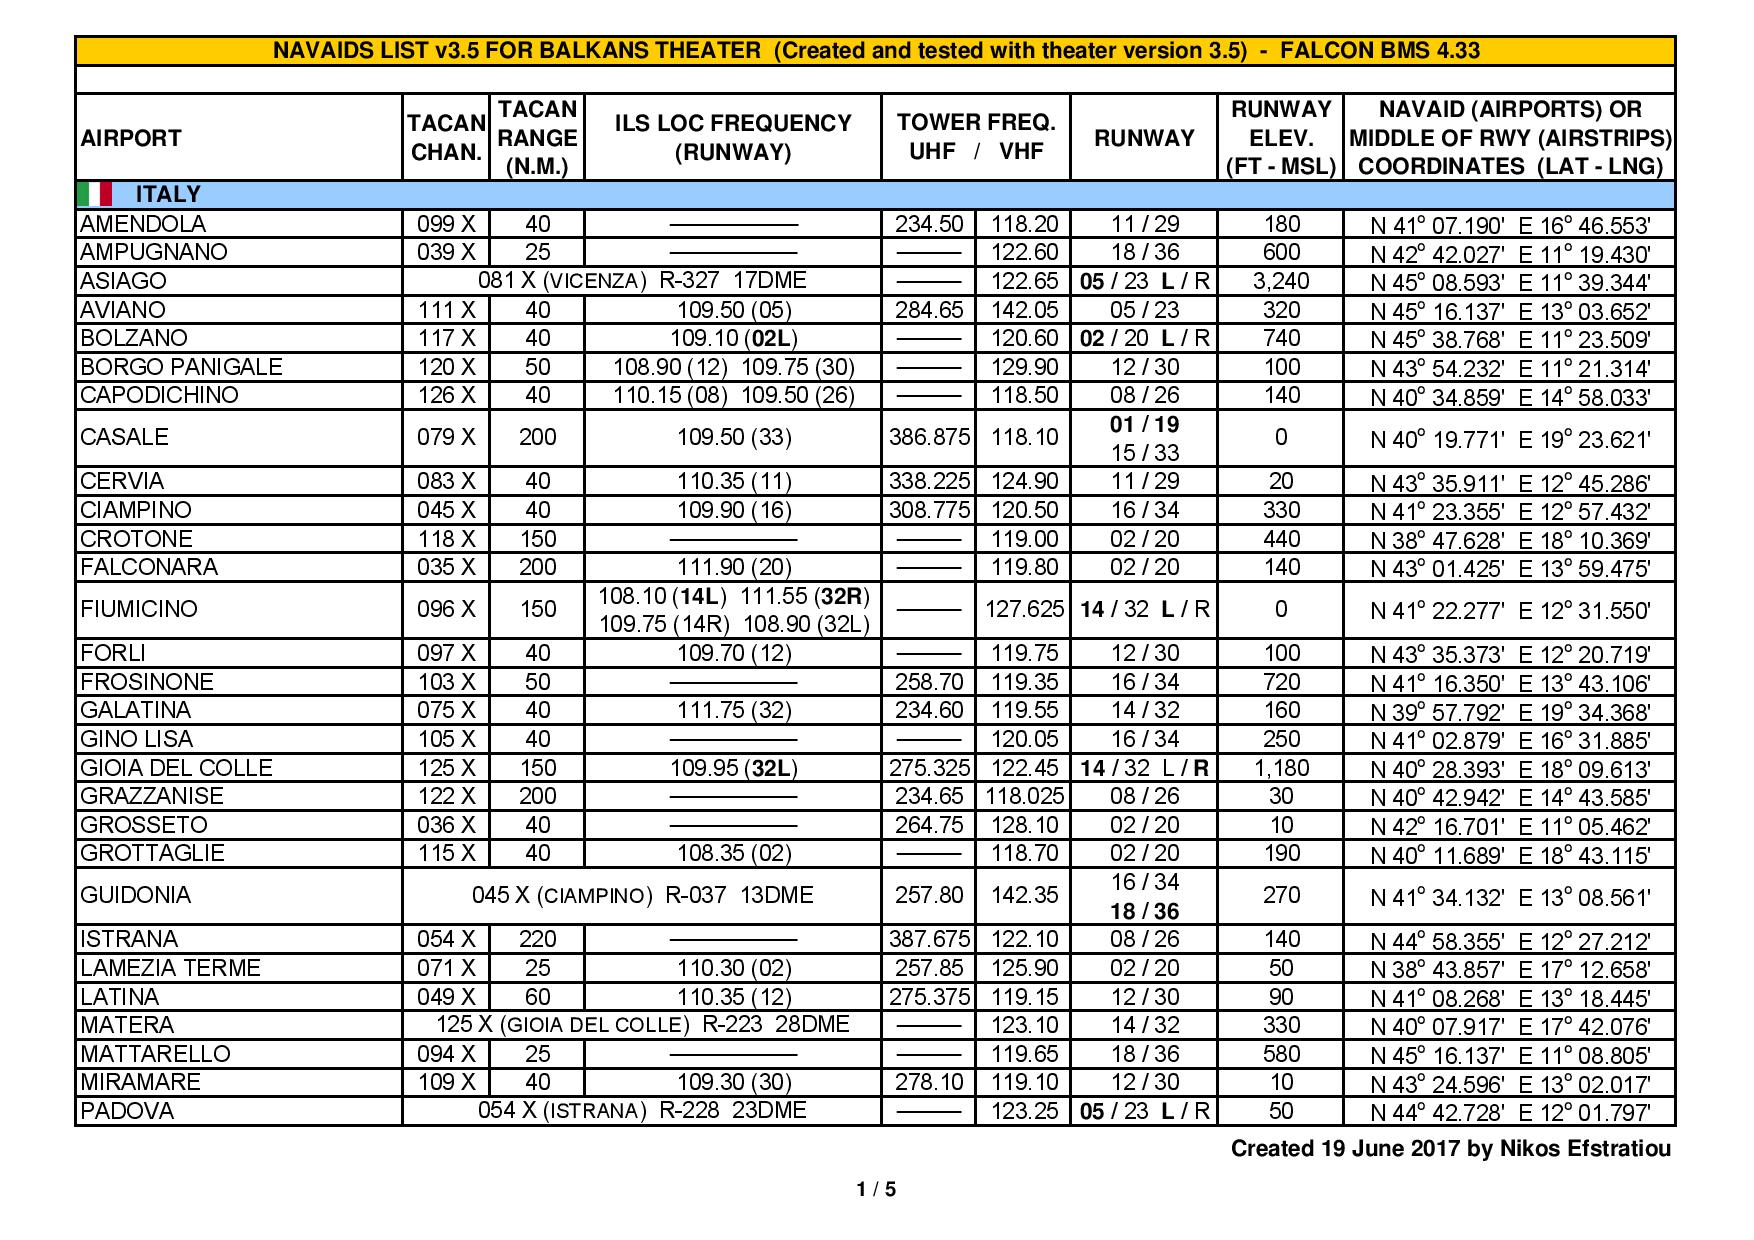 NAVAIDS LIST v3.5 FOR BALKANS THEATER (Created and tested with theater version 3.5) - FALCON BMS 4.33
AIRPORT TACAN CHAN. TACAN RANGE (N.M.) ILS LOC FREQUENCY (RUNWAY) TOWER FREQ. UHF / VHF RUNWAY RUNWAY ELEV. (FT - MSL) NAVAID (AIRPORTS) OR MIDDLE OF RWY (AIRSTRIPS) COORDINATES (LAT - LNG)
ITALY
AMENDOLA 099 X 40 ——— 234.50 118.20 11 / 29 180 N 41° 07.190' E 16° 46.553'
AMPUGNANO 039 X 25 ——— ——— 122.60 18 / 36 600 N 42° 42.027' E 11° 19.430'
ASIAGO 081 X (VICENZA) R-327 17DME ——— 122.65 05 / 23 L / R 3,240 N 45° 08.593' E 11° 39.344'
AVIANO 111 X 40 109.50 (05) 284.65 142.05 05 / 23 320 N 45° 16.137' E 13° 03.652'
BOLZANO 117 X 40 109.10 (02L) ——— 120.60 02 / 20 L / R 740 N 45° 38.768' E 11° 23.509'
BORGO PANIGALE 120 X 50 108.90 (12) 109.75 (30) ——— 129.90 12 / 30 100 N 43° 54.232' E 11° 21.314'
CAPODICHINO 126 X 40 110.15 (08) 109.50 (26) ——— 118.50 08 / 26 140 N 40° 34.859' E 14° 58.033'
CASALE 079 X 200 109.50 (33) 386.875 118.10 01 / 19 15 / 33 0 N 40° 19.771' E 19° 23.621'
CERVIA 083 X 40 110.35 (11) 338.225 124.90 11 / 29 20 N 43° 35.911' E 12° 45.286'
CIAMPINO 045 X 40 109.90 (16) 308.775 120.50 16 / 34 330 N 41° 23.355' E 12° 57.432'
CROTONE 118 X 150 ——— ——— 119.00 02 / 20 440 N 38° 47.628' E 18° 10.369'
FALCONARA 035 X 200 111.90 (20) ——— 119.80 02 / 20 140 N 43° 01.425' E 13° 59.475'
FIUMICINO 096 X 150 108.10 (14L) 111.55 (32R) 109.75 (14R) 108.90 (32L) ——— 127.625 14 / 32 L / R 0 N 41° 22.277' E 12° 31.550'
FORLI 097 X 40 109.70 (12) ——— 119.75 12 / 30 100 N 43° 35.373' E 12° 20.719'
FROSINONE 103 X 50 ——— 258.70 119.35 16 / 34 720 N 41° 16.350' E 13° 43.106'
GALATINA 075 X 40 111.75 (32) 234.60 119.55 14 / 32 160 N 39° 57.792' E 19° 34.368'
GINO LISA 105 X 40 ——— ——— 120.05 16 / 34 250 N 41° 02.879' E 16° 31.885'
GIOIA DEL COLLE 125 X 150 109.95 (32L) 275.325 122.45 14 / 32 L / R 1,180 N 40° 28.393' E 18° 09.613'
GRAZZANISE 122 X 200 ——— 234.65 118.025 08 / 26 30 N 40° 42.942' E 14° 43.585'
GROSSETO 036 X 40 ——— 264.75 128.10 02 / 20 10 N 42° 16.701' E 11° 05.462'
GROTTAGLIE 115 X 40 108.35 (02) ——— 118.70 02 / 20 190 N 40° 11.689' E 18° 43.115'
GUIDONIA 045 X (CIAMPINO) R-037 13DME 257.80 142.35 16 / 34 18 / 36 270 N 41° 34.132' E 13° 08.561'
ISTRANA 054 X 220 ——— 387.675 122.10 08 / 26 140 N 44° 58.355' E 12° 27.212'
LAMEZIA TERME 071 X 25 110.30 (02) 257.85 125.90 02 / 20 50 N 38° 43.857' E 17° 12.658'
LATINA 049 X 60 110.35 (12) 275.375 119.15 12 / 30 90 N 41° 08.268' E 13° 18.445'
MATERA 125 X (GIOIA DEL COLLE) R-223 28DME ——— 123.10 14 / 32 330 N 40° 07.917' E 17° 42.076'
MATTARELLO 094 X 25 ——— ——— 119.65 18 / 36 580 N 45° 16.137' E 11° 08.805'
MIRAMARE 109 X 40 109.30 (30) 278.10 119.10 12 / 30 10 N 43° 24.596' E 13° 02.017'
PADOVA 054 X (ISTRANA) R-228 23DME ——— 123.25 05 / 23 L / R 50 N 44° 42.728' E 12° 01.797'
Created 19 June 2017 by Nikos Efstratiou
1 / 5